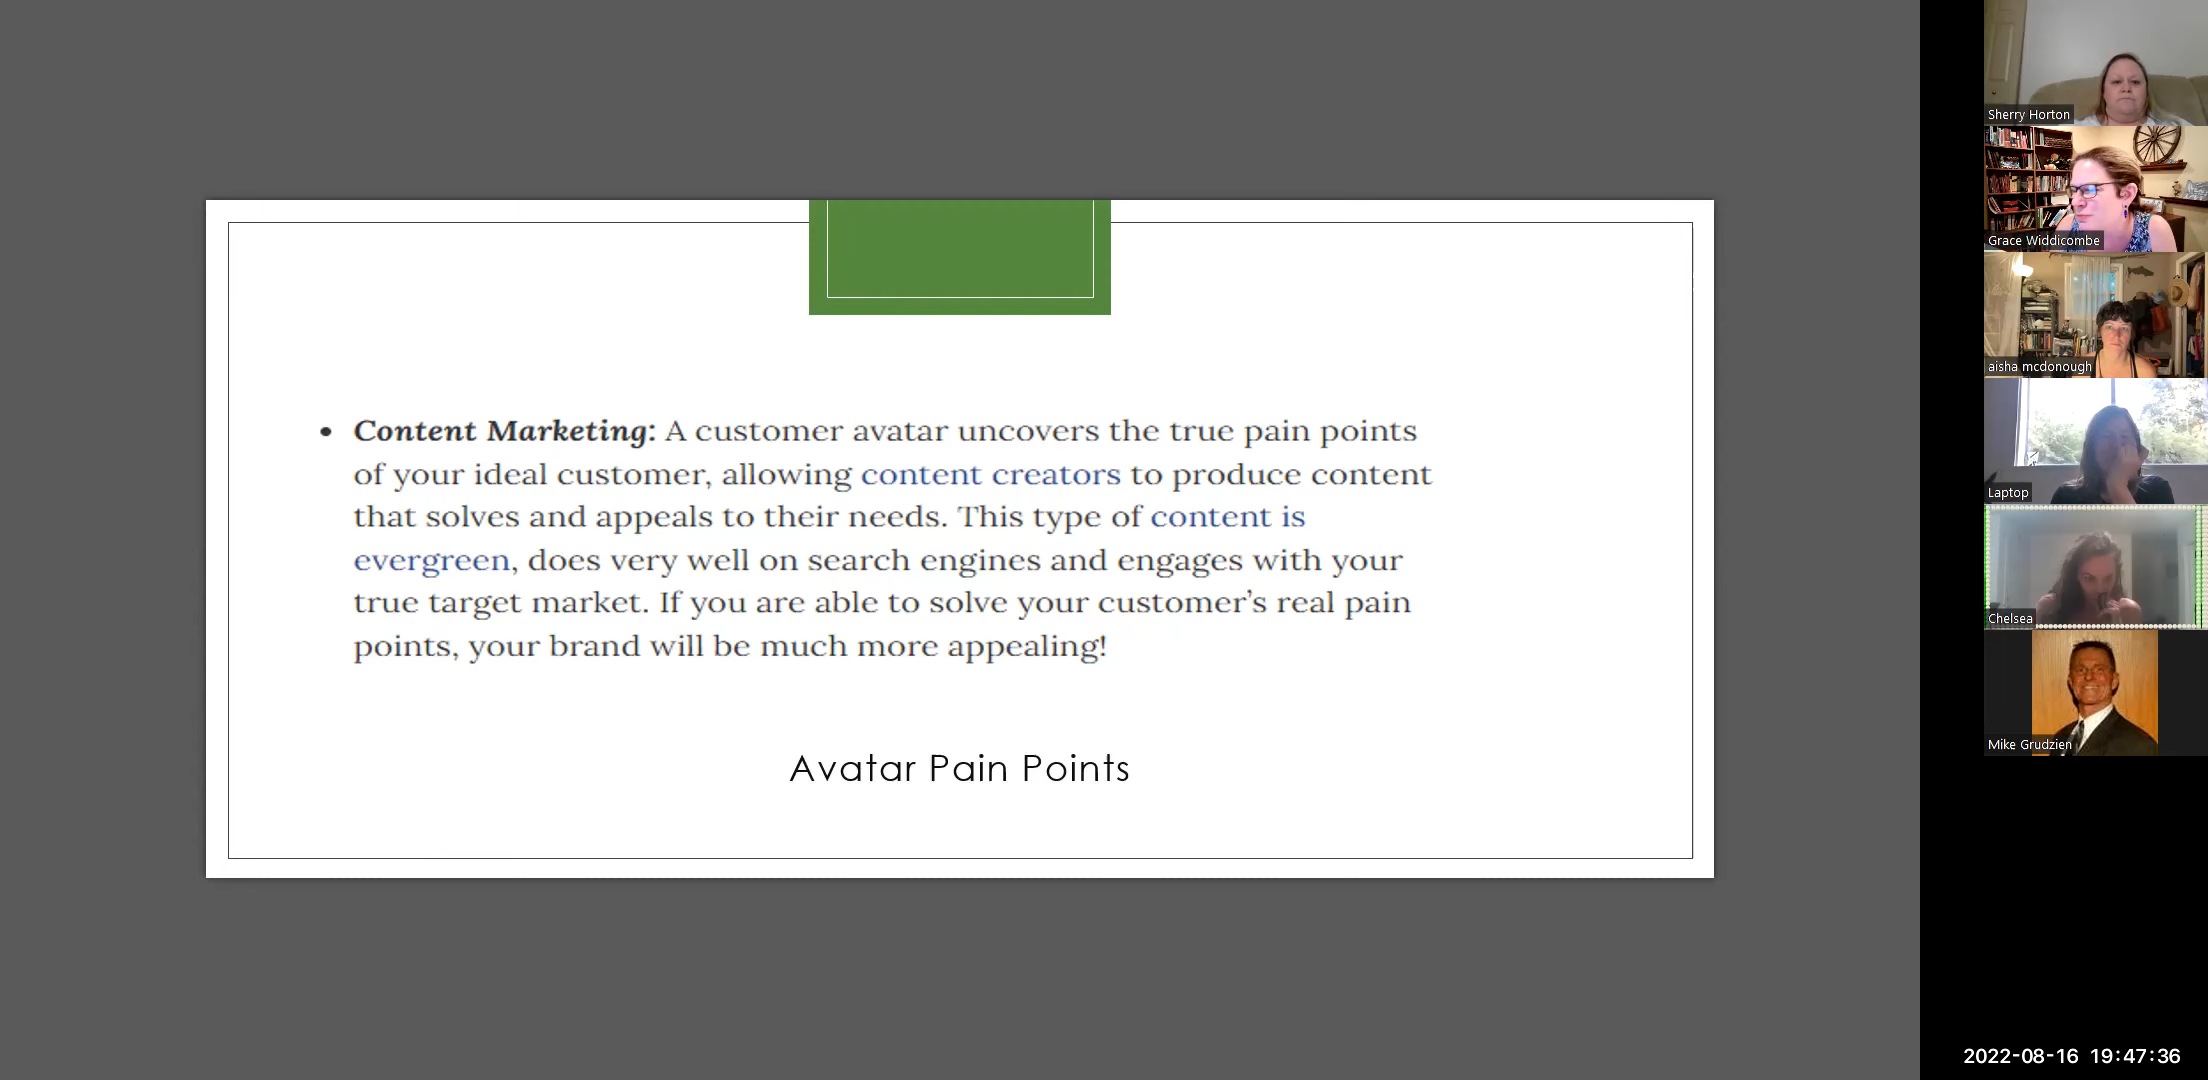 • Content Marketing: A customer avatar uncovers the true pain points
of your ideal customer, allowing content creators to produce content
that solves and appeals to their needs. This type of content is
evergreen, does very well on search engines and engages with your
true target market. If you are able to solve your customer’s real pain
points, your brand will be much more appealing!
Avatar Pain Points
Sherry Horton
Grace Widdicombe
aisha mcdonough
Laptop
Chelsea
Mike Grudzien
2022-08-16 19:47:36